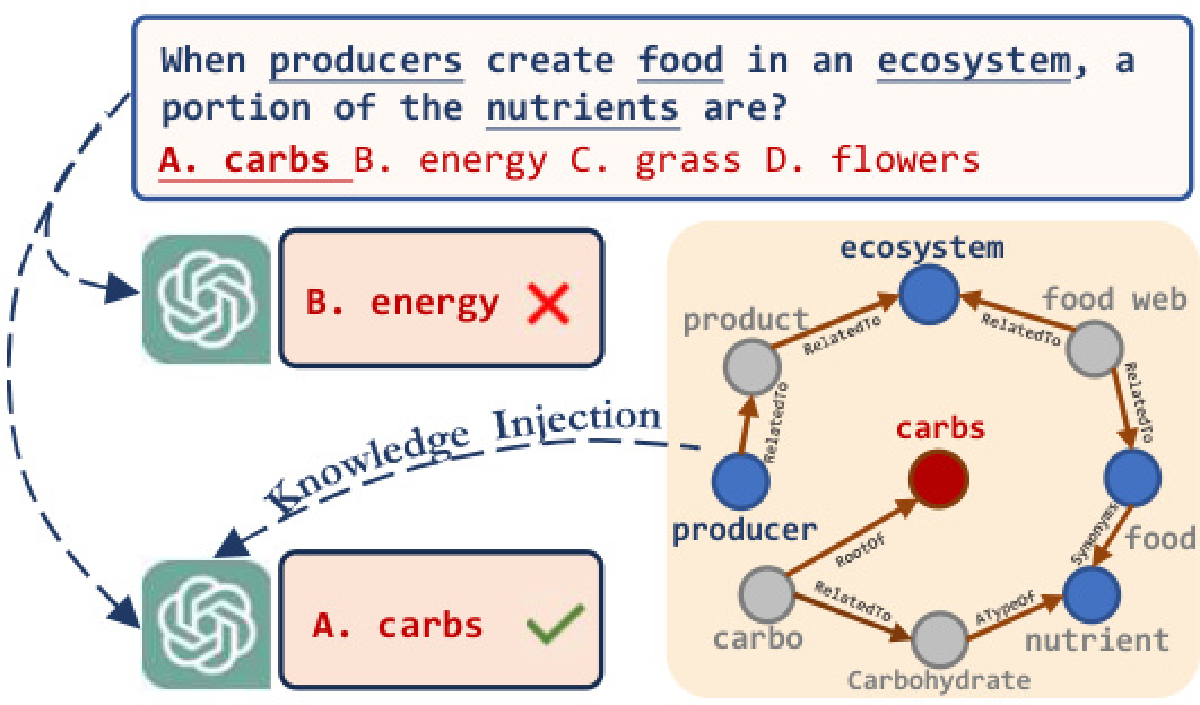 When producers create food in an ecosystem, a
portion of the nutrients are?
A. carbs B. energy C. grass D. flowers
B. energy
Knowledge Injection
A. carbs
ecosystem
product
food web
RelatedTo
RelatedTo
RelatedTo
RelatedTo
carbs
producer
food
Synonyms
RootOf
RelatedTo
ATypeOf
carbo
nutrient
Carbohydrate